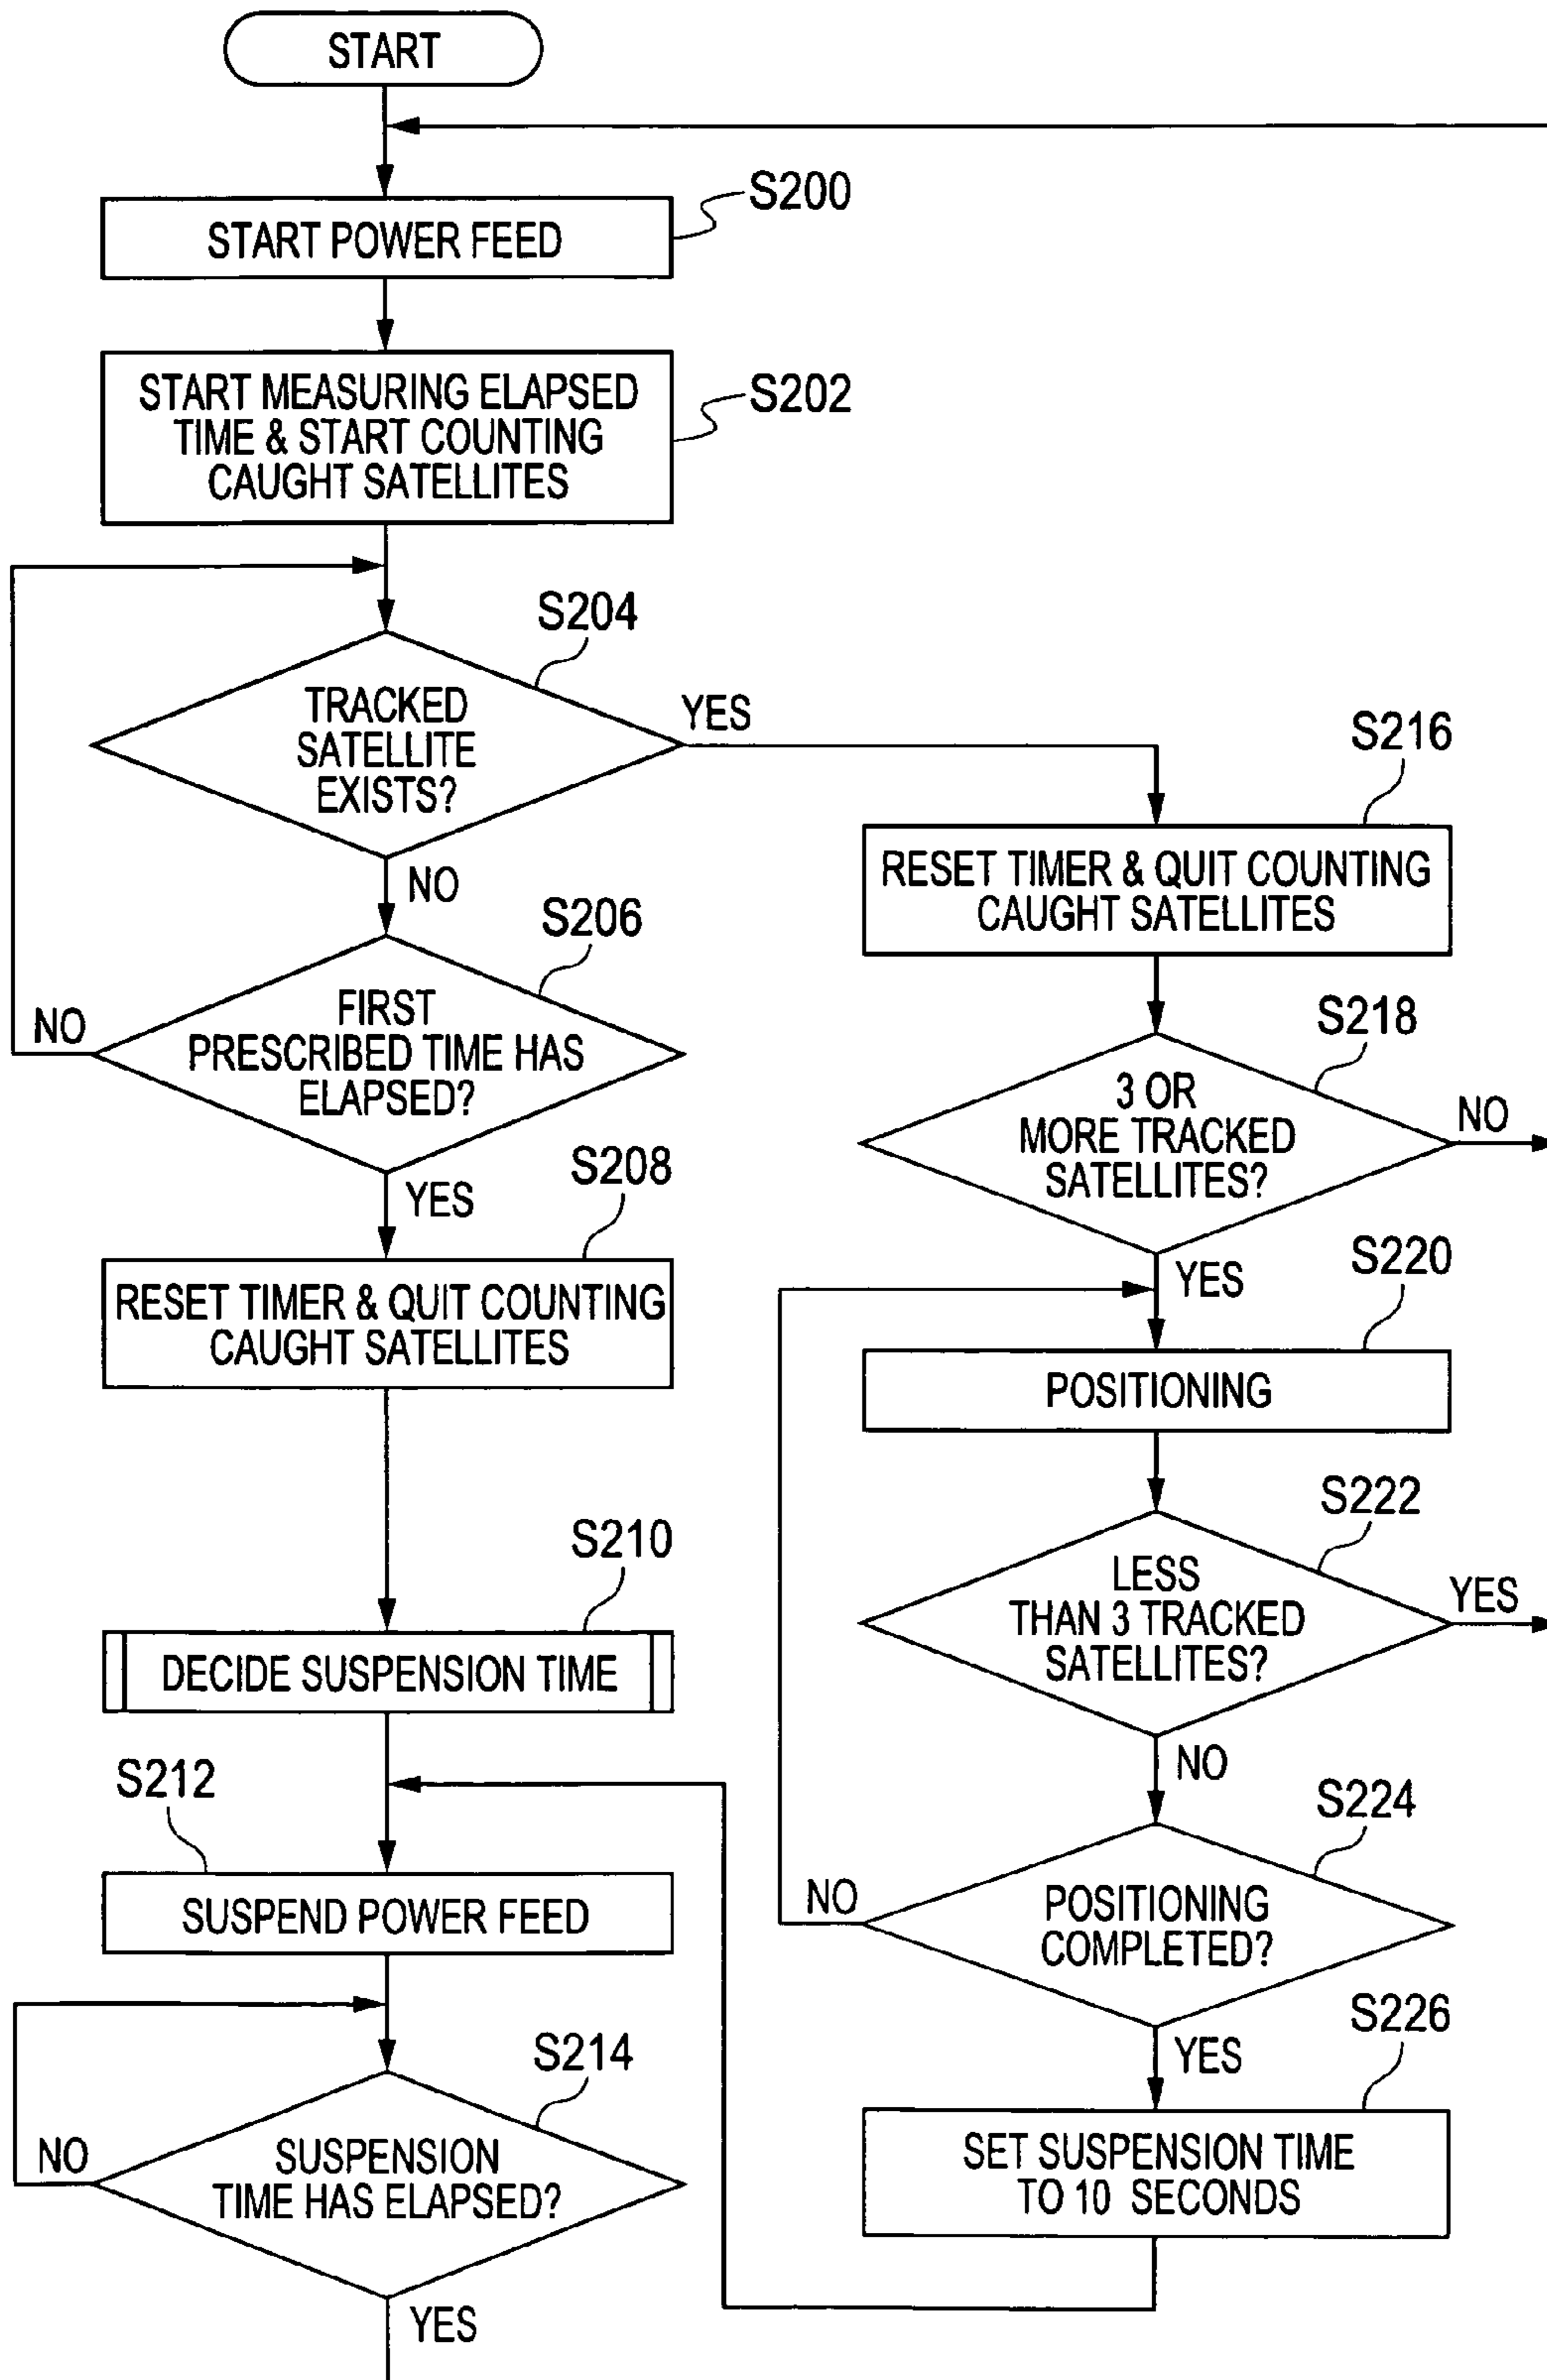 START
S200
START POWER FEED
S202
START MEASURING ELAPSED
TIME & START COUNTING
CAUGHT SATELLITES
S204
TRACKED
SATELLITE
EXISTS?
YES
NO
S206
FIRST
PRESCRIBED TIME HAS
ELAPSED?
NO
YES
S208
RESET TIMER & QUIT COUNTING
CAUGHT SATELLITES
S210
DECIDE SUSPENSION TIME
S212
SUSPEND POWER FEED
S214
SUSPENSION
TIME HAS ELAPSED?
NO
YES
S216
RESET TIMER & QUIT COUNTING
CAUGHT SATELLITES
S218
3 OR
MORE TRACKED
SATELLITES?
NO
YES
S220
POSITIONING
S222
LESS
THAN 3 TRACKED
SATELLITES?
YES
NO
S224
POSITIONING
COMPLETED?
NO
YES
S226
SET SUSPENSION TIME
TO 10 SECONDS